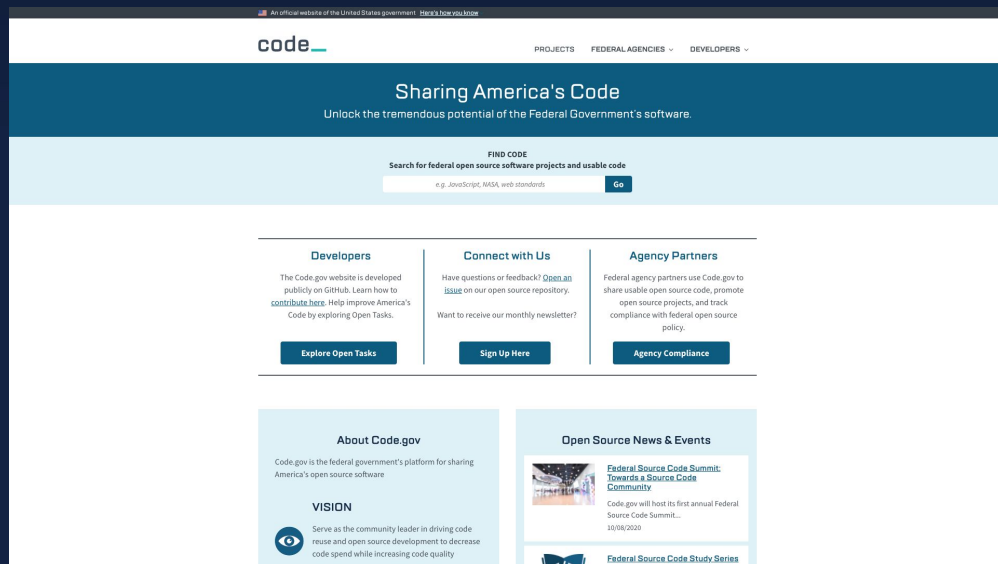 An official website of the United States government Here's how you know
code
PROJECTS FEDERAL AGENCIES DEVELOPERS
Sharing America's Code
Unlock the tremendous potential of the Federal Government's software.
FIND CODE
Search for federal open source software projects and usable code
e.g. JavaScript, NASA, web standards
Go
Developers
The Code.gov website is developed
publicly on GitHub. Learn how to
contribute here. Help improve America's
Code by exploring Open Tasks.
Explore Open Tasks
Connect with Us
Have questions or feedback? Open an
issue on our open source repository.
Want to receive our monthly newsletter?
Sign Up Here
Agency Partners
Federal agency partners use Code.gov to
share usable open source code, promote
open source projects, and track
compliance with federal open source
policy.
Agency Compliance
About Code.gov
Code.gov is the federal government's platform for sharing
America's open source software
VISION
Serve as the community leader in driving code
reuse and open source development to decrease
code spend while increasing code quality
Open Source News & Events
Federal Source Code Summit:
Towards a Source Code
Community
Code.gov will host its first annual Federal
Source Code Summit...
10/08/2020
Federal Source Code Study Series